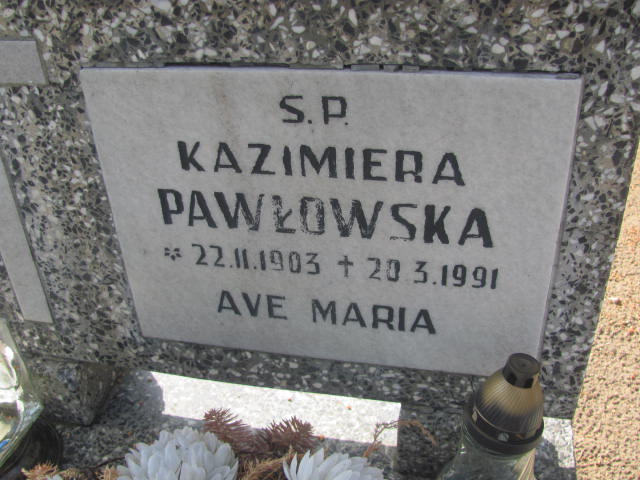 S.P.
KAZIMIERA
PAWŁOWSKA
* 22.11.1903 + 20.3.1991
AVE MARIA